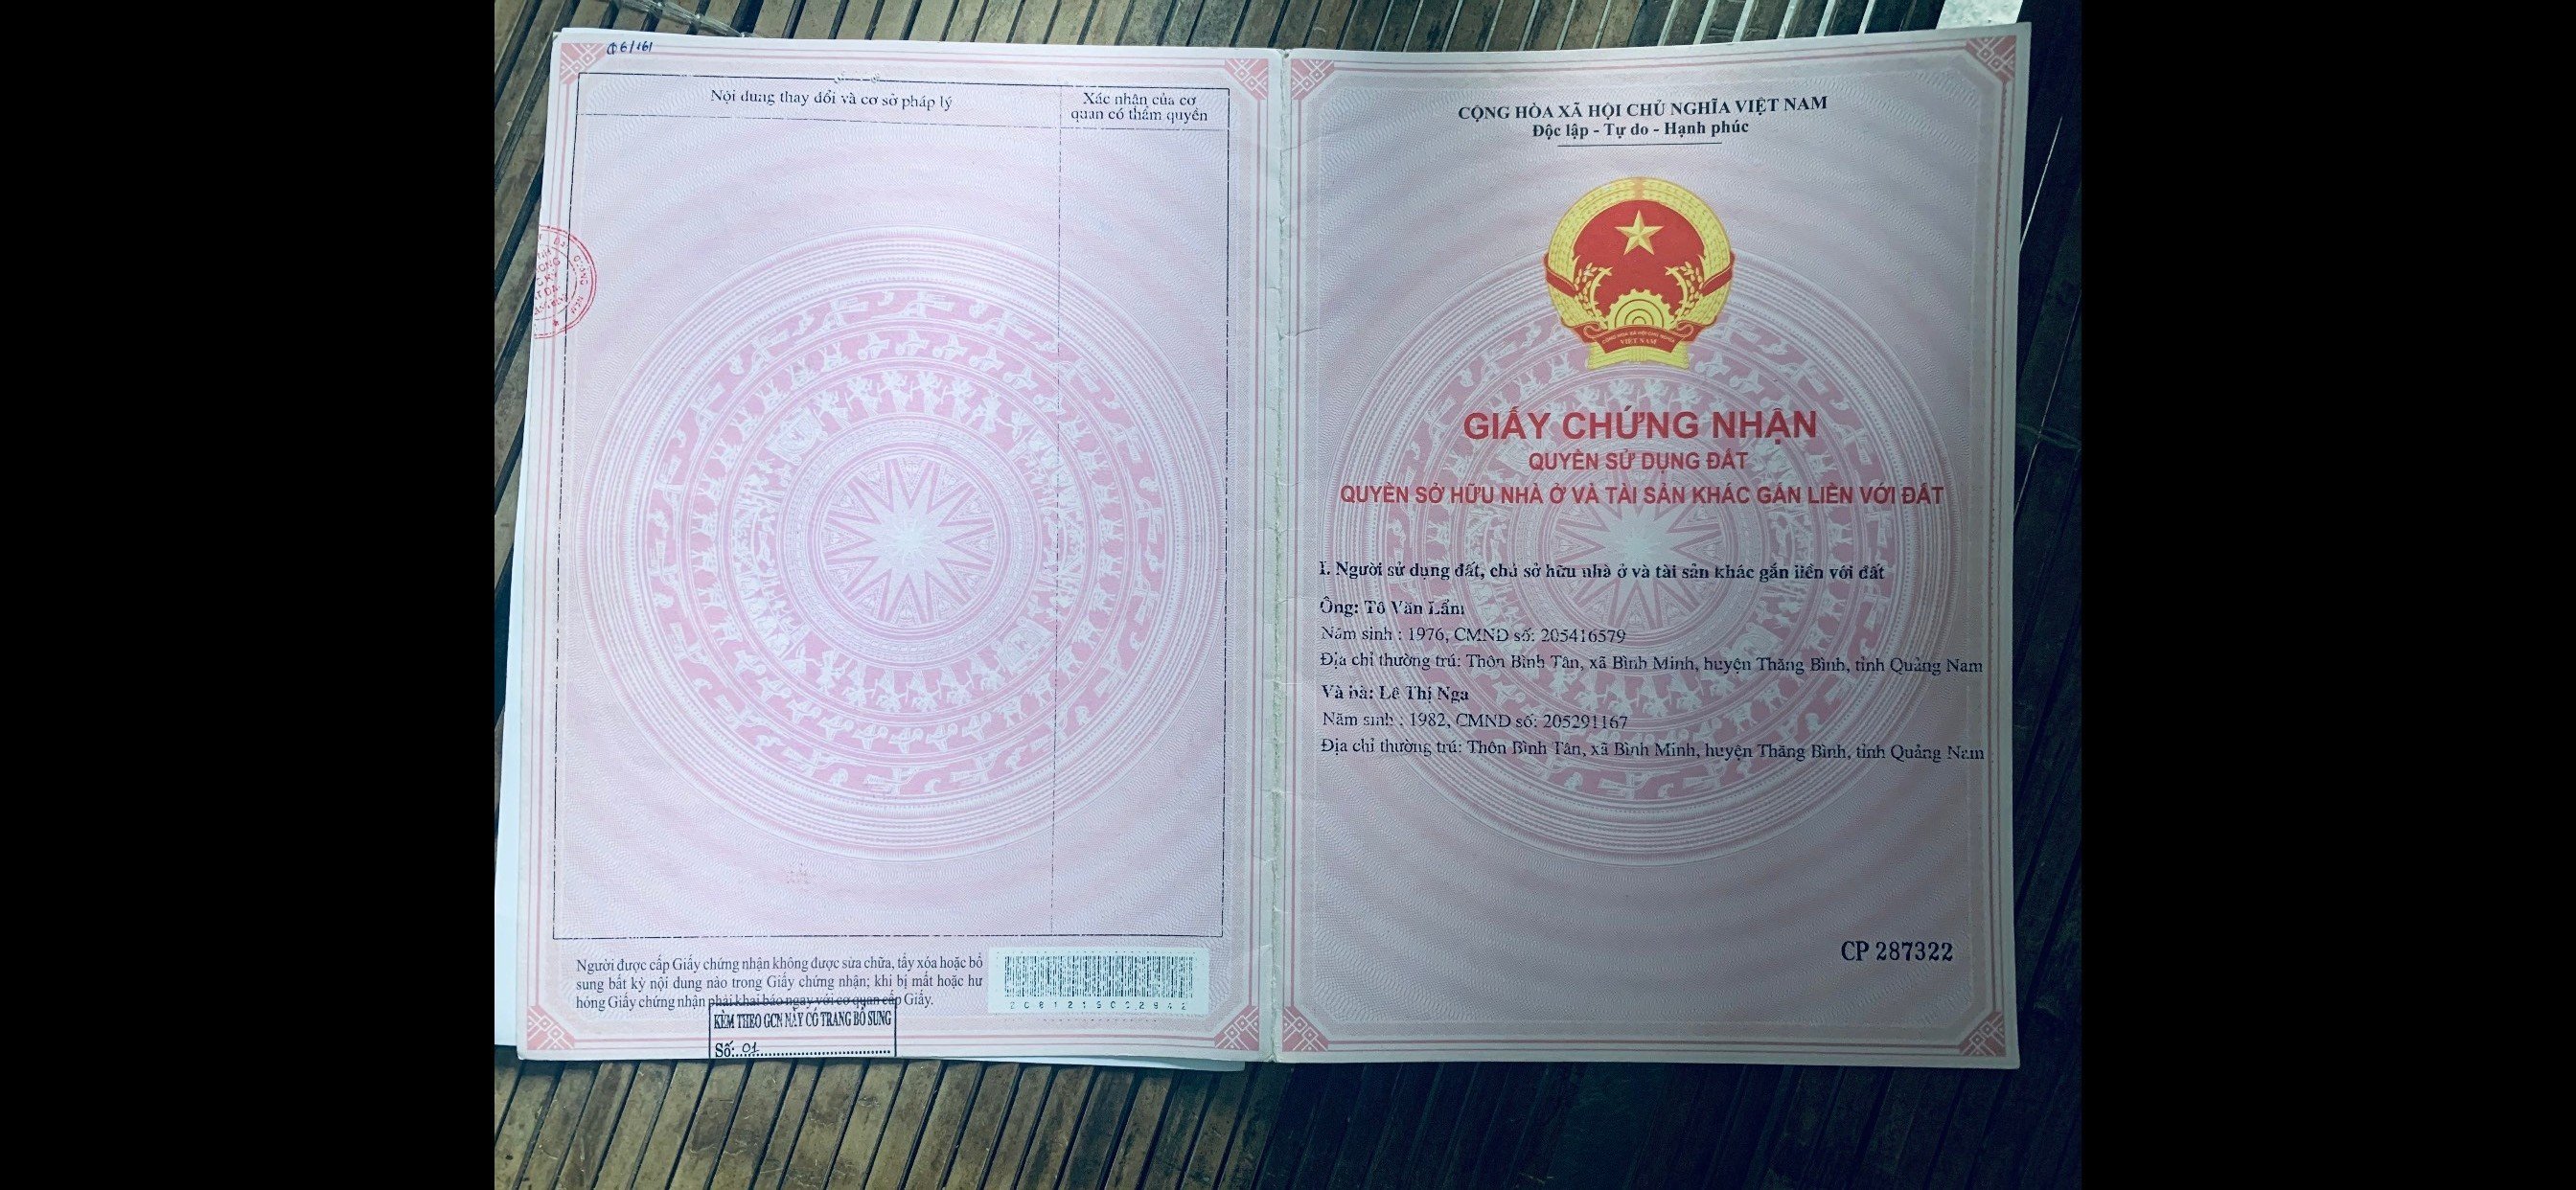 06/161
Nội dung thay đổi và cơ sở pháp lý
Xác nhận của cơ
quan có thẩm quyền
Người được cấp Giấy chứng nhận không được sửa chữa, tẩy xóa hoặc bổ
sung bất kỳ nội dung nào trong Giấy chứng nhận; khi bị mất hoặc hư
hỏng Giấy chứng nhận phải khai báo ngay với cơ quan cấp Giấy.
KÈM THEO GCN NÀY CÓ TRANG BỔ SUNG
Số: 01
CỘNG HÒA XÃ HỘI CHỦ NGHĨA VIỆT NAM
Độc lập - Tự do - Hạnh phúc
VIỆT NAM
GIẤY CHỨNG NHẬN
QUYỀN SỬ DỤNG ĐẤT
QUYỀN SỞ HỮU NHÀ Ở VÀ TÀI SẢN KHÁC GẮN LIỀN VỚI ĐẤT
I. Người sử dụng đất, chủ sở hữu nhà ở và tài sản khác gắn liền với đất
Ông: Tô Văn Lẩm
Năm sinh : 1976, CMND số: 205416579
Địa chỉ thường trú: Thôn Bình Tân, xã Bình Minh, huyện Thăng Bình, tỉnh Quảng Nam
Và bà: Lê Thị Nga
Năm sinh : 1982, CMND số: 205291167
Địa chỉ thường trú: Thôn Bình Tân, xã Bình Minh, huyện Thăng Bình, tỉnh Quảng Nam
CP 287322